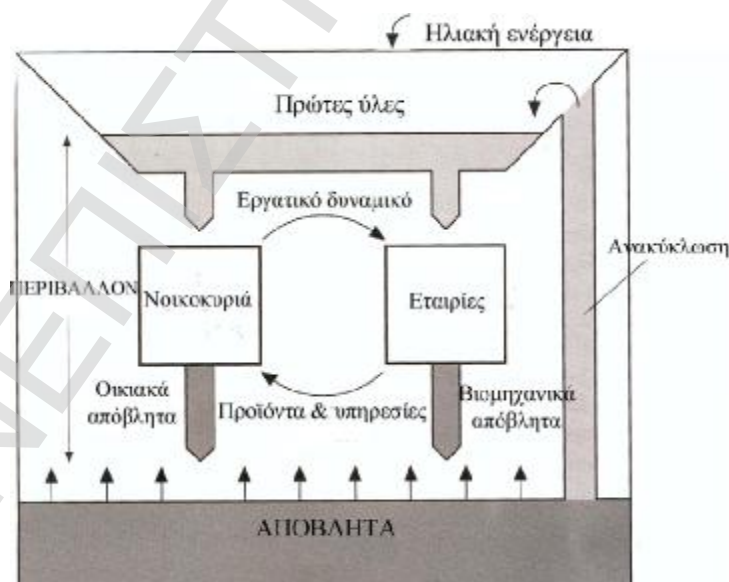 Ηλιακή ενέργεια
Πρώτες ύλες
Εργατικό δυναμικό
Ανακύκλωση
ΠΕΡΙΒΑΛΛΟΝ
Νοικοκυριά
Εταιρίες
Οικιακά
απόβλητα
Προϊόντα & υπηρεσίες
Βιομηχανικά
απόβλητα
ΑΠΟΒΛΗΤΑ